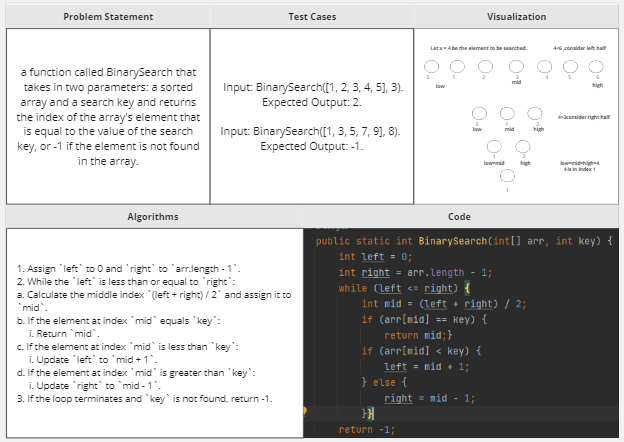 Problem Statement
Test Cases
Visualization
a function called BinarySearch that
takes in two parameters: a sorted
array and a search key and returns
the index of the array's element that
is equal to the value of the search
key, or -1 if the element is not found
in the array.
Input: BinarySearch([1, 2, 3, 4, 5], 3).
Expected Output: 2.
Input: BinarySearch([1, 3, 5, 7, 9], 8).
Expected Output: -1.
Let x = 4 be the element to be searched.
4<6 ,consider left half
0 1 2 3 4 5 6
low
mid
high
4>3consider right half
0 1 2
low mid high
1 2
low=mid high
low=mid=high=4
4 is in index 1
1
Algorithms
Code
1. Assign `left` to 0 and `right` to `arr.length - 1`.
2. While the `left` is less than or equal to `right`:
a. Calculate the middle index `(left + right) / 2` and assign it to
`mid`.
b. If the element at index `mid` equals `key`:
i. Return `mid`.
c. If the element at index `mid` is less than `key`:
i. Update `left` to `mid + 1`.
d. If the element at index `mid` is greater than `key`:
i. Update `right` to `mid - 1`.
3. If the loop terminates and `key` is not found, return -1.
public static int BinarySearch(int[] arr, int key) {
int left = 0;
int right = arr.length - 1;
while (left <= right) {
int mid = (left + right) / 2;
if (arr[mid] == key) {
return mid;}
if (arr[mid] < key) {
left = mid + 1;
} else {
right = mid - 1;
}}
return -1;